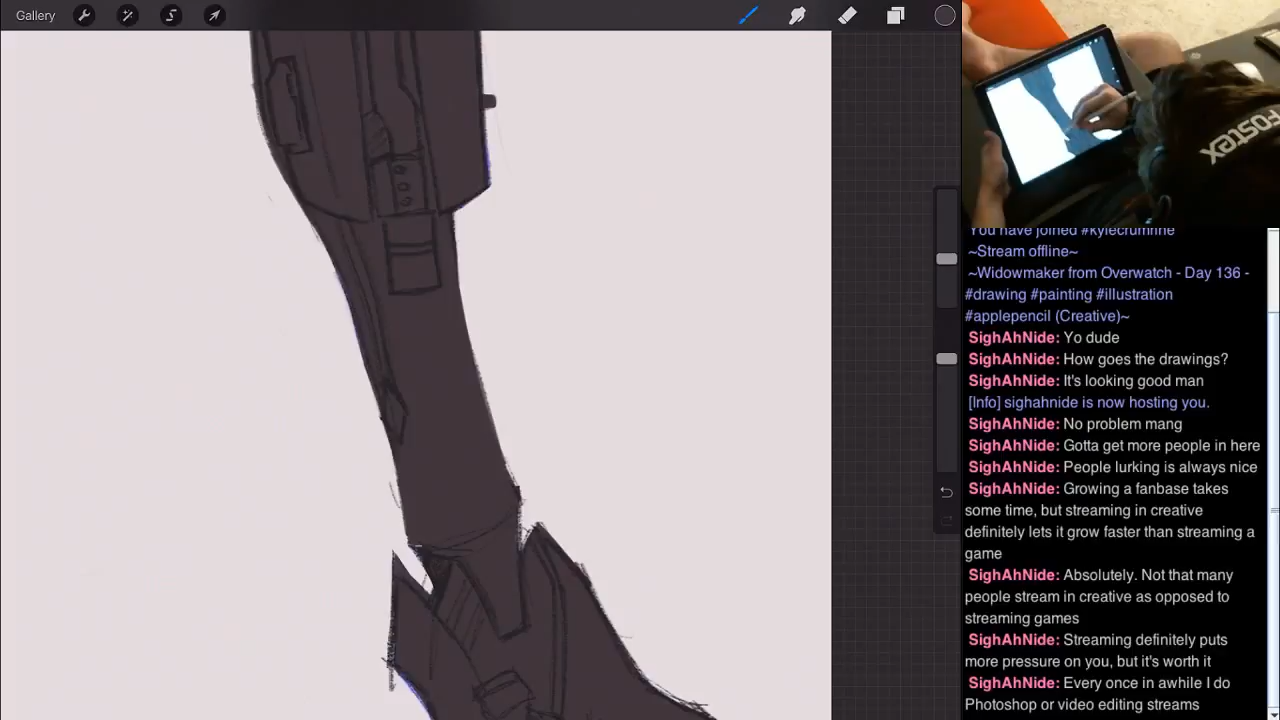 Gallery
FOSTEX
You have joined #kylecrumrine
~Stream offline~
~Widowmaker from Overwatch - Day 136 -
#drawing #painting #illustration
#applepencil (Creative)~
SighAhNide: Yo dude
SighAhNide: How goes the drawings?
SighAhNide: It's looking good man
[Info] sighahnide is now hosting you.
SighAhNide: No problem mang
SighAhNide: Gotta get more people in here
SighAhNide: People lurking is always nice
SighAhNide: Growing a fanbase takes
some time, but streaming in creative
definitely lets it grow faster than streaming a
game
SighAhNide: Absolutely. Not that many
people stream in creative as opposed to
streaming games
SighAhNide: Streaming definitely puts
more pressure on you, but it's worth it
SighAhNide: Every once in awhile I do
Photoshop or video editing streams